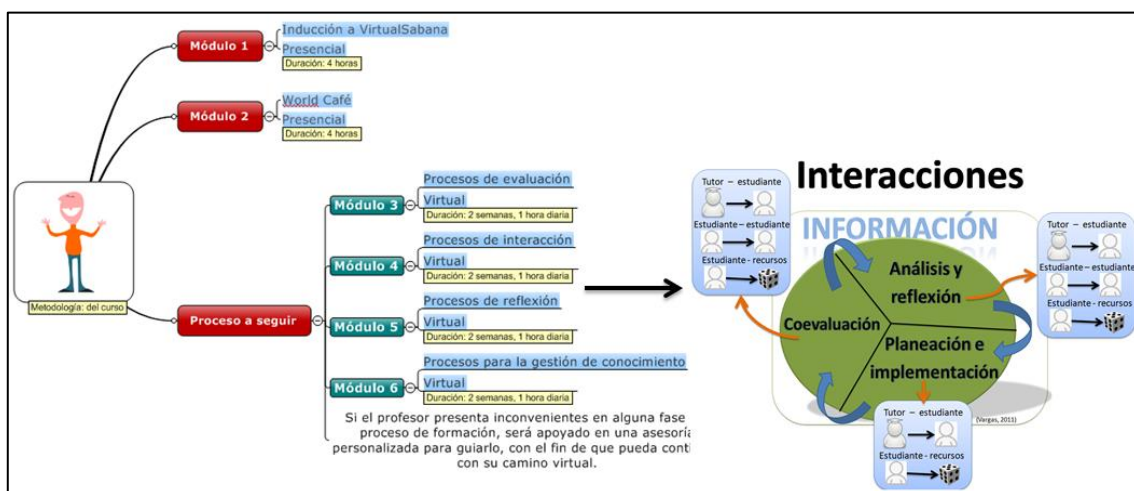 Módulo 1
Inducción a VirtualSabana
Presencial
Duración: 4 horas
Módulo 2
World Café
Presencial
Duración: 4 horas
Metodología: del curso
Proceso a seguir
Módulo 3
Procesos de evaluación
Virtual
Duración: 2 semanas, 1 hora diaria
Módulo 4
Procesos de interacción
Virtual
Duración: 2 semanas, 1 hora diaria
Módulo 5
Procesos de reflexión
Virtual
Duración: 2 semanas, 1 hora diaria
Módulo 6
Procesos para la gestión de conocimiento
Virtual
Duración: 2 semanas, 1 hora diaria
Si el profesor presenta inconvenientes en alguna fase
proceso de formación, será apoyado en una asesoría
personalizada para guiarlo, con el fin de que pueda conti
con su camino virtual.
Interacciones
INFORMACIÓN
Tutor – estudiante
Estudiante – estudiante
Estudiante - recursos
Tutor – estudiante
Estudiante – estudiante
Estudiante - recursos
Análisis y
reflexión
Coevaluación
Planeación e
implementación
Tutor – estudiante
Estudiante - recursos
(Vargas, 2011)